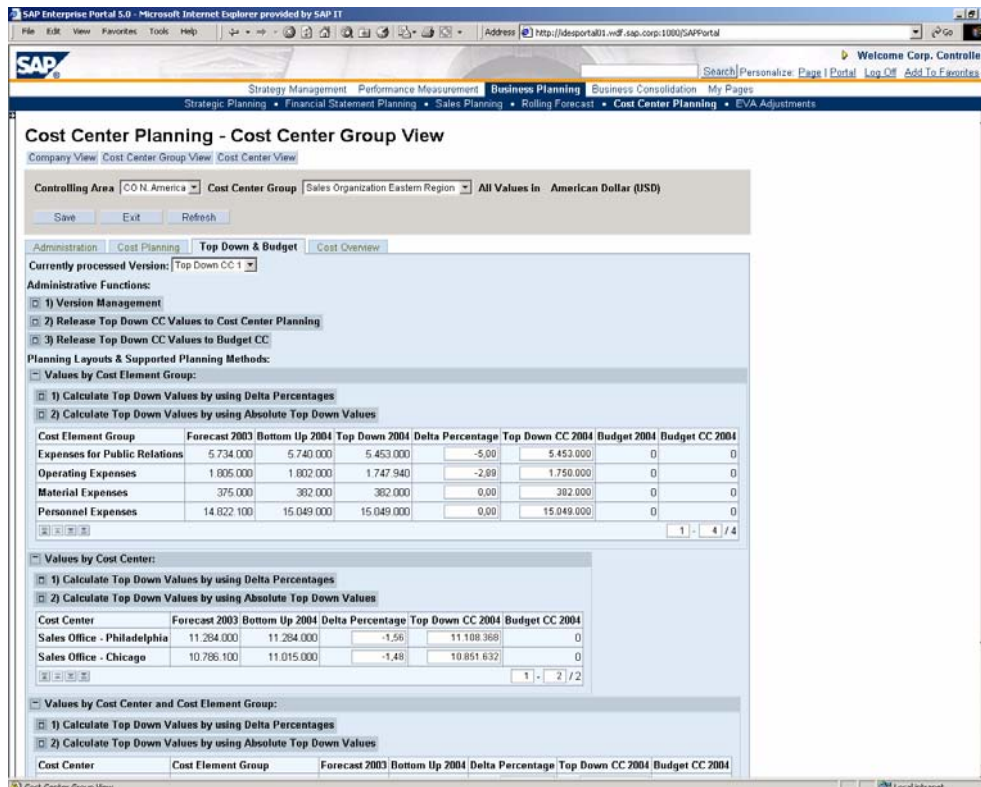 SAP Enterprise Portal 5.0 - Microsoft Internet Explorer provided by SAP IT
File Edit View Favorites Tools Help Address http://idesportal01.wdf.sap.corp:1080/SAPPortal Go
SAP Welcome Corp. Controlle
Search Personalize: Page | Portal Log Off Add To Favorites
Strategy Management Performance Measurement Business Planning Business Consolidation My Pages
Strategic Planning • Financial Statement Planning • Sales Planning • Rolling Forecast • Cost Center Planning • EVA Adjustments
Cost Center Planning - Cost Center Group View
Company View Cost Center Group View Cost Center View
Controlling Area CO N. America Cost Center Group Sales Organization Eastern Region All Values in American Dollar (USD)
Save Exit Refresh
Administration Cost Planning Top Down & Budget Cost Overview
Currently processed Version: Top Down CC 1
Administrative Functions:
1) Version Management
2) Release Top Down CC Values to Cost Center Planning
3) Release Top Down CC Values to Budget CC
Planning Layouts & Supported Planning Methods:
Values by Cost Element Group:
1) Calculate Top Down Values by using Delta Percentages
2) Calculate Top Down Values by using Absolute Top Down Values
Cost Element Group Forecast 2003 Bottom Up 2004 Top Down 2004 Delta Percentage Top Down CC 2004 Budget 2004 Budget CC 2004
Expenses for Public Relations 5.734.000 5.740.000 5.453.000 -5,00 5.453.000 0 0
Operating Expenses 1.805.000 1.802.000 1.747.940 -2,89 1.750.000 0 0
Material Expenses 375.000 382.000 382.000 0,00 382.000 0 0
Personnel Expenses 14.822.100 15.049.000 15.049.000 0,00 15.049.000 0 0
1 - 4 / 4
Values by Cost Center:
1) Calculate Top Down Values by using Delta Percentages
2) Calculate Top Down Values by using Absolute Top Down Values
Cost Center Forecast 2003 Bottom Up 2004 Delta Percentage Top Down CC 2004 Budget CC 2004
Sales Office - Philadelphia 11.284.000 11.284.000 -1,56 11.108.368 0
Sales Office - Chicago 10.786.100 11.015.000 -1,48 10.851.632 0
1 - 2 / 2
Values by Cost Center and Cost Element Group:
1) Calculate Top Down Values by using Delta Percentages
2) Calculate Top Down Values by using Absolute Top Down Values
Cost Center Cost Element Group Forecast 2003 Bottom Up 2004 Delta Percentage Top Down CC 2004 Budget CC 2004
Cost Center Group View Local intranet